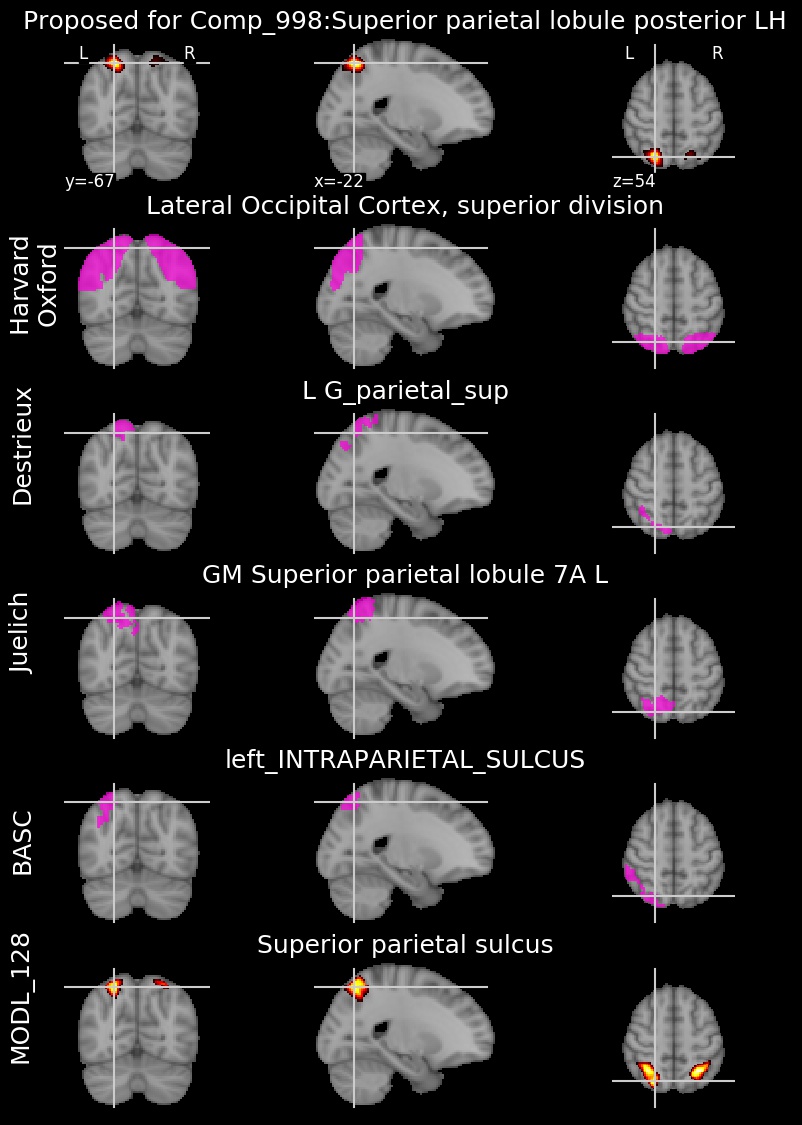 Proposed for Comp_998:Superior parietal lobule posterior LH
L R L R
y=-67 x=-22 z=54
Lateral Occipital Cortex, superior division
Harvard
Oxford
L G_parietal_sup
Destrieux
GM Superior parietal lobule 7A L
Juelich
left_INTRAPARIETAL_SULCUS
BASC
Superior parietal sulcus
MODL_128